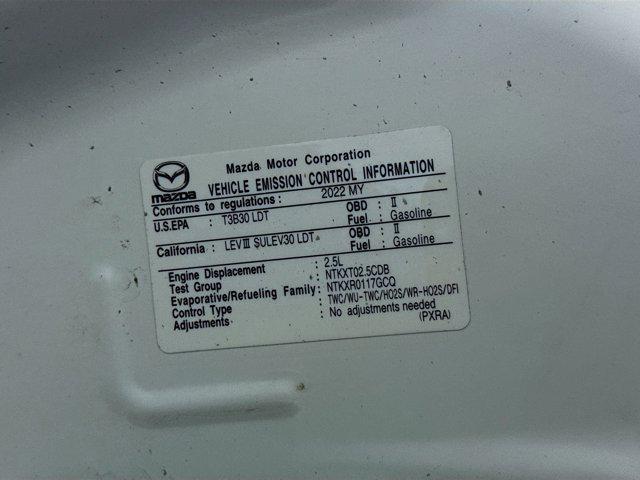 mazda
Mazda Motor Corporation
VEHICLE EMISSION CONTROL INFORMATION
Conforms to regulations : 2022 MY
U.S.EPA : T3B30 LDT OBD : II
Fuel : Gasoline
California : LEVIII SULEV30 LDT OBD : II
Fuel : Gasoline
Engine Displacement : 2.5L
Test Group : NTKXT02.5CDB
Evaporative/Refueling Family : NTKXR0117GCQ
Control Type : TWC/WU-TWC/HO2S/WR-HO2S/DFI
Adjustments : No adjustments needed
(PXRA)